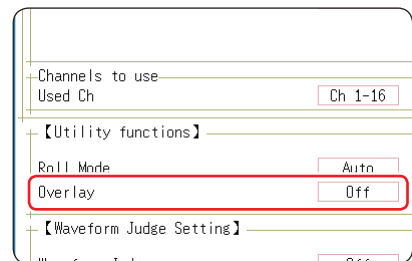 Channels to use
Used Ch Ch 1-16
【Utility functions】
Roll Mode Auto
Overlay Off
【Waveform Judge Setting】